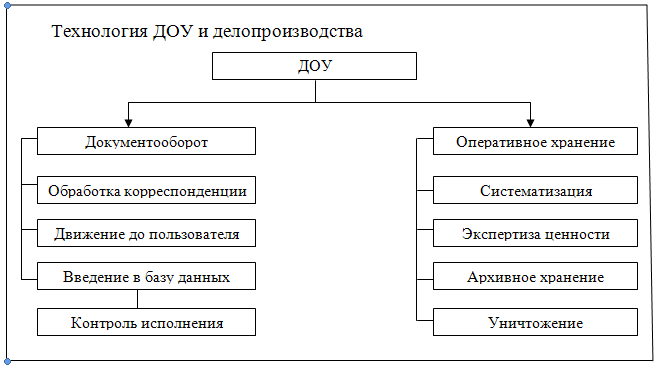 Технология ДОУ и делопроизводства
ДОУ
Документооборот
Обработка корреспонденции
Движение до пользователя
Введение в базу данных
Контроль исполнения
Оперативное хранение
Систематизация
Экспертиза ценности
Архивное хранение
Уничтожение